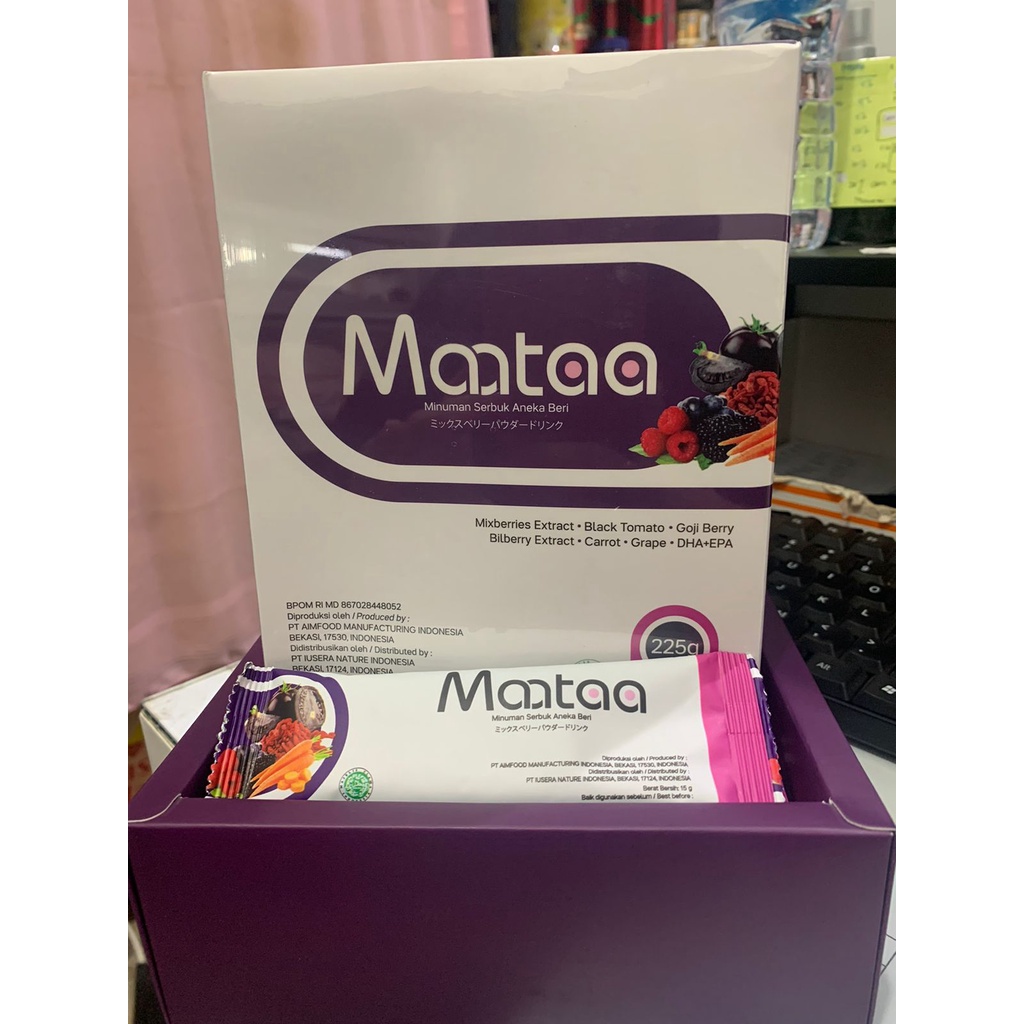 Maataa
Minuman Serbuk Aneka Beri
ミックスベリーパウダードリンク
Mixberries Extract • Black Tomato • Goji Berry
Bilberry Extract • Carrot • Grape • DHA+EPA
BPOM RI MD 867028448052
Diproduksi oleh / Produced by :
PT AIMFOOD MANUFACTURING INDONESIA
BEKASI, 17530, INDONESIA
Didistribusikan oleh / Distributed by :
PT IUSERA NATURE INDONESIA
BEKASI, 17124, INDONESIA
225g
Maataa
Minuman Serbuk Aneka Beri
ミックスベリーパウダードリンク
Diproduksi oleh / Produced by :
PT AIMFOOD MANUFACTURING INDONESIA, BEKASI, 17530, INDONESIA
Didistribusikan oleh / Distributed by :
PT IUSERA NATURE INDONESIA, BEKASI, 17124, INDONESIA
Berat Bersih: 15 g
Baik digunakan sebelum / Best before :
Alt